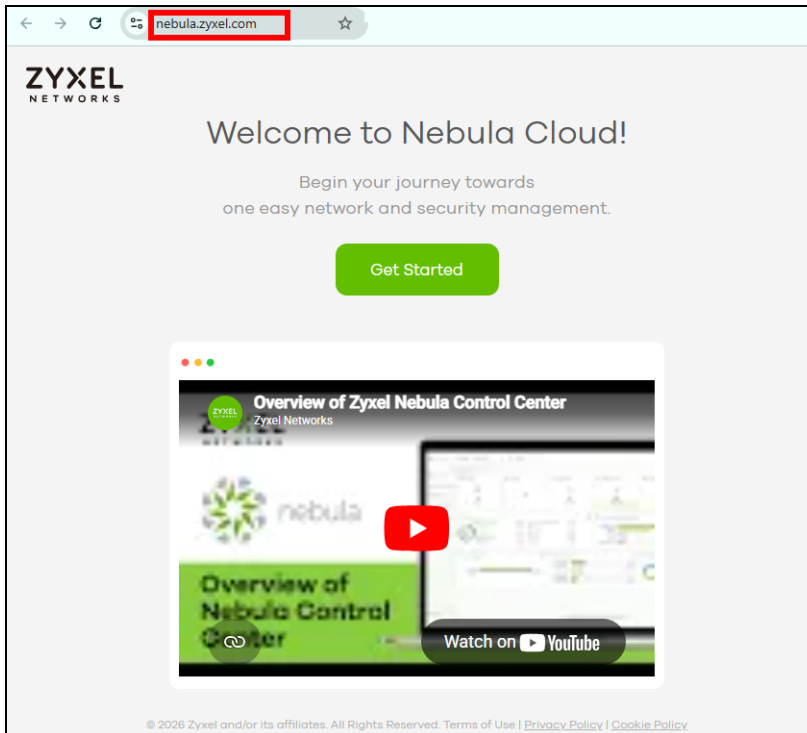 nebula.zyxel.com
ZYXEL
NETWORKS
Welcome to Nebula Cloud!
Begin your journey towards
one easy network and security management.
Get Started
ZYXEL
Overview of Zyxel Nebula Control Center
Zyxel Networks
nebula
Overview of
Nebula Control
Center
Watch on YouTube
© 2026 Zyxel and/or its affiliates. All Rights Reserved. Terms of Use | Privacy Policy | Cookie Policy